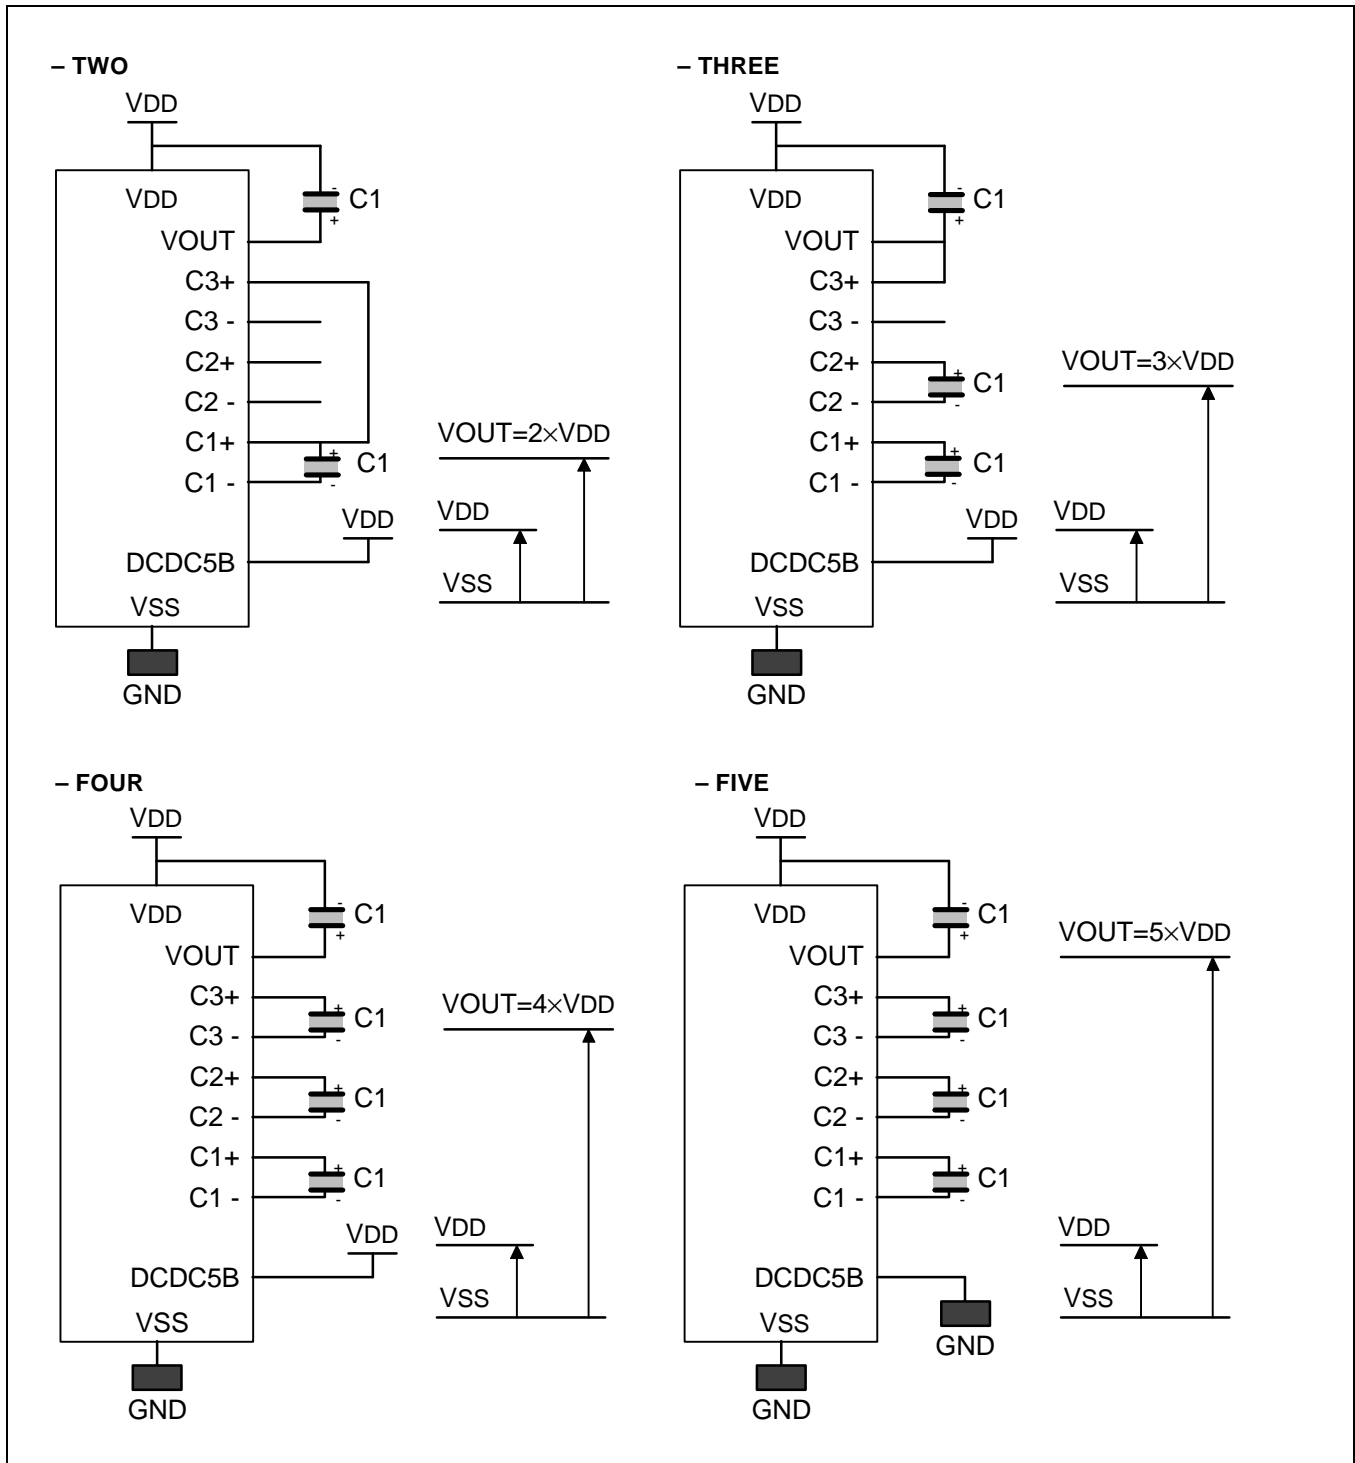 – TWO
VDD
VDD
- C1
+
VOUT
C3+
C3 -
C2+
C2 -
C1+
+
C1
C1 -
-
VDD
DCDC5B
VSS
GND
VOUT=2×VDD
VDD
VSS
– THREE
VDD
VDD
- C1
+
VOUT
C3+
C3 -
C2+
+
C1
C2 -
-
C1+
+
C1
C1 -
-
VDD
DCDC5B
VSS
GND
VOUT=3×VDD
VDD
VSS
– FOUR
VDD
VDD
- C1
+
VOUT
C3+
+
C1
C3 -
-
C2+
+
C1
C2 -
-
C1+
+
C1
C1 -
-
VDD
DCDC5B
VSS
GND
VOUT=4×VDD
VDD
VSS
– FIVE
VDD
VDD
- C1
+
VOUT
C3+
+
C1
C3 -
-
C2+
+
C1
C2 -
-
C1+
+
C1
C1 -
-
DCDC5B
GND
VSS
GND
VOUT=5×VDD
VDD
VSS